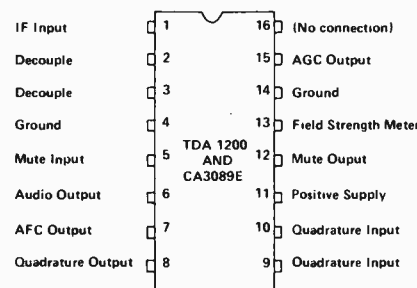 IF Input 1 16 (No connection)
Decouple 2 15 AGC Output
Decouple 3 14 Ground
Ground 4 13 Field Strength Meter
TDA 1200
Mute Input 5 AND 12 Mute Ouput
CA3089E
Audio Output 6 11 Positive Supply
AFC Output 7 10 Quadrature Input
Quadrature Output 8 9 Quadrature Input